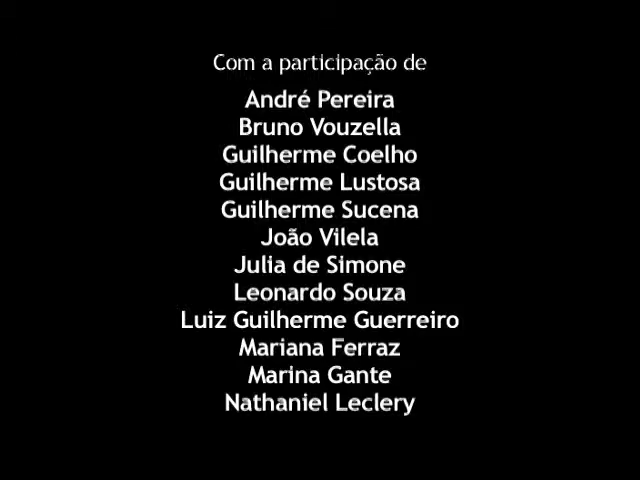 Com a participação de
André Pereira
Bruno Vouzella
Guilherme Coelho
Guilherme Lustosa
Guilherme Sucena
João Vilela
Julia de Simone
Leonardo Souza
Luiz Guilherme Guerreiro
Mariana Ferraz
Marina Gante
Nathaniel Leclery